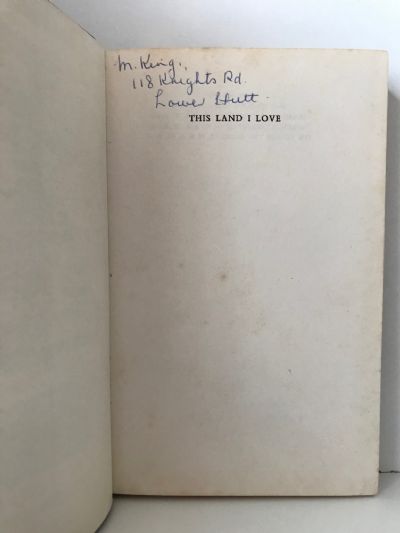 M. King.,
118 Knights Rd.
Lower Hutt.
THIS LAND I LOVE